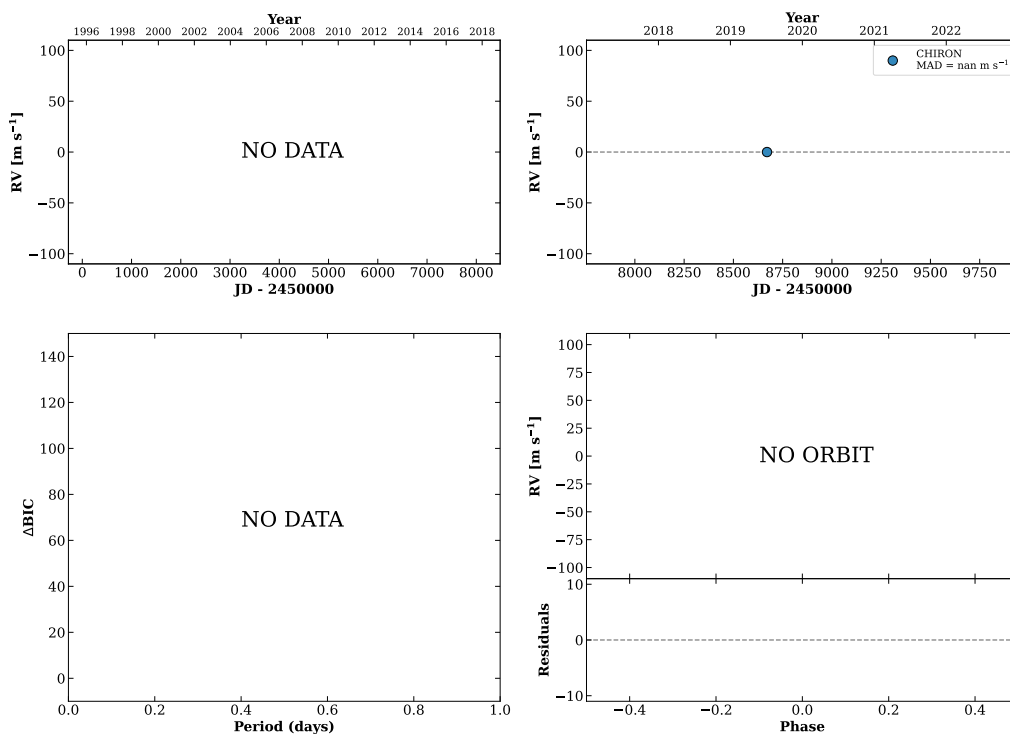 Year
1996 1998 2000 2002 2004 2006 2008 2010 2012 2014 2016 2018
100
50
0
−50
−100
RV [m s⁻¹]
NO DATA
0 1000 2000 3000 4000 5000 6000 7000 8000
JD - 2450000
Year
2018 2019 2020 2021 2022
100
50
0
−50
−100
RV [m s⁻¹]
CHIRON
MAD = nan m s⁻¹
8000 8250 8500 8750 9000 9250 9500 9750
JD - 2450000
140
120
100
80
60
40
20
0
ΔBIC
NO DATA
0.0 0.2 0.4 0.6 0.8 1.0
Period (days)
100
75
50
25
0
−25
−50
−75
−100
RV [m s⁻¹]
NO ORBIT
10
0
−10
Residuals
−0.4 −0.2 0.0 0.2 0.4
Phase